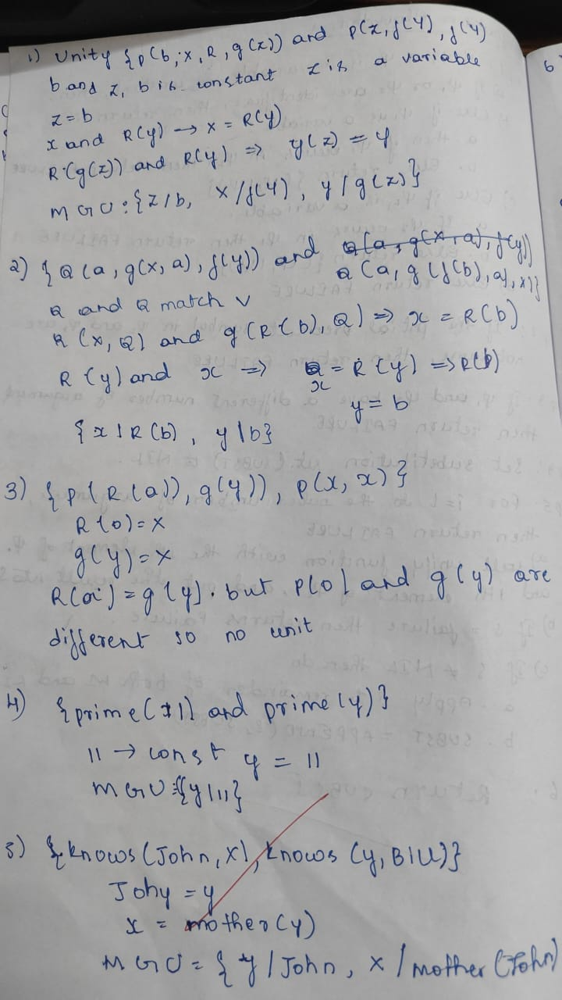 1) Unity {p(b, x, R, g(z)) and p(z, f(y), f(y)
b and z, b is constant z is a variable
z = b
x and R(y) → x = R(y)
R(g(z)) and R(y) ⇒ y(z) = y
MGU: {z/b, x/f(y), y/g(z)}
2) {Q(a, g(x, a), f(y)) and Q(a, g(x, a), f(y))
Q(a, g(f(b), a), x)}
Q and Q match v
R(x, Q) and g(R(b), Q) ⇒ x = R(b)
R(y) and x ⇒ x = R(y) ⇒ R(b)
y = b
{x|R(b), y|b}
3) {p(R(a)), g(y)), p(x, x)}
R(o) = x
g(y) = x
R(a) = g(y). but P(o) and g(y) are
different so no unit
4) {prime(11) and prime(y)}
11 → const y = 11
MGU:{y|11}
5) {knows(John, x), knows (y, Bill)}
Johy = y
x = mother(y)
MGU = {y/John, x/mother(John)
6